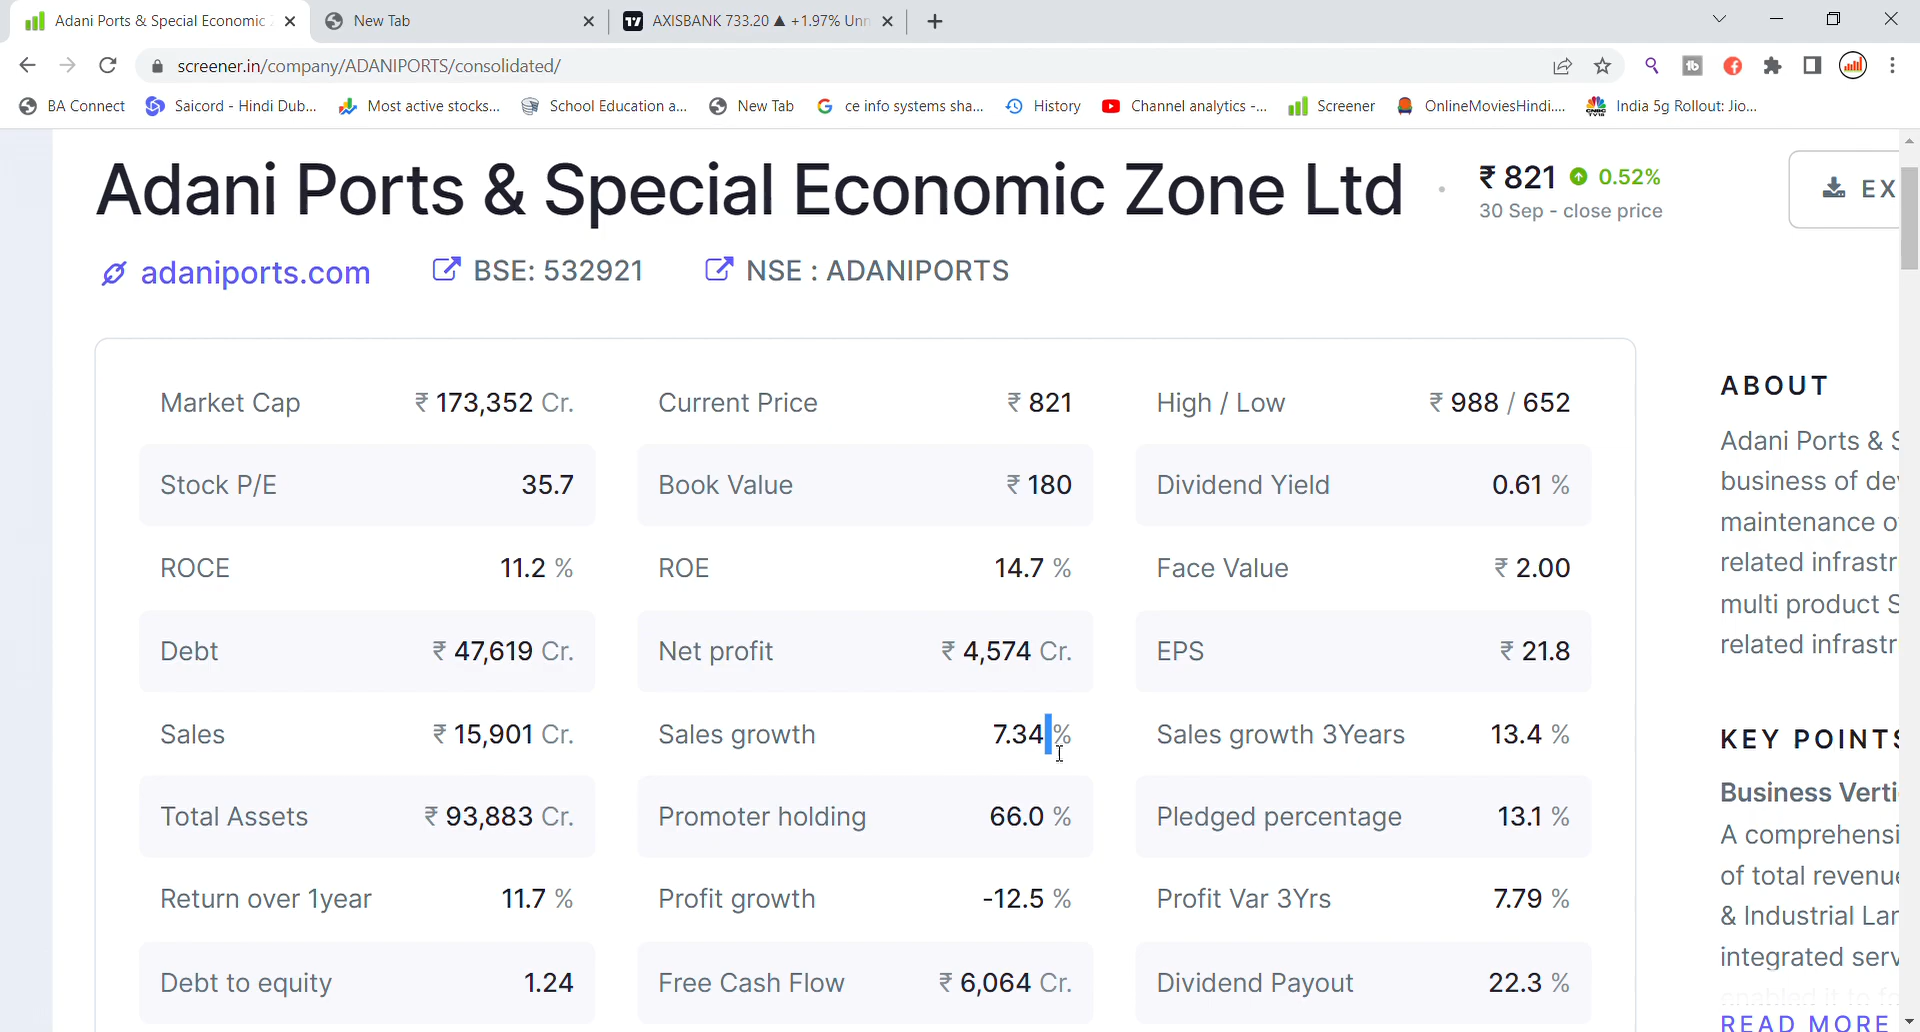 Adani Ports & Special Economic
New Tab
AXISBANK 733.20 ▲ +1.97% Unn
screener.in/company/ADANIPORTS/consolidated/
BA Connect
Saicord - Hindi Dub...
Most active stocks...
School Education a...
New Tab
ce info systems sha...
History
Channel analytics -...
Screener
OnlineMoviesHindi....
India 5g Rollout: Jio...
Adani Ports & Special Economic Zone Ltd
₹ 821 0.52%
30 Sep - close price
EX
adaniports.com
BSE: 532921
NSE : ADANIPORTS
Market Cap ₹ 173,352 Cr.
Current Price ₹ 821
High / Low ₹ 988 / 652
Stock P/E 35.7
Book Value ₹ 180
Dividend Yield 0.61 %
ROCE 11.2 %
ROE 14.7 %
Face Value ₹ 2.00
Debt ₹ 47,619 Cr.
Net profit ₹ 4,574 Cr.
EPS ₹ 21.8
Sales ₹ 15,901 Cr.
Sales growth 7.34 %
Sales growth 3Years 13.4 %
Total Assets ₹ 93,883 Cr.
Promoter holding 66.0 %
Pledged percentage 13.1 %
Return over 1year 11.7 %
Profit growth -12.5 %
Profit Var 3Yrs 7.79 %
Debt to equity 1.24
Free Cash Flow ₹ 6,064 Cr.
Dividend Payout 22.3 %
ABOUT
Adani Ports & S
business of de
maintenance o
related infrastr
multi product S
related infrastr
KEY POINTS
Business Verti
A comprehensi
of total revenue
& Industrial Lan
integrated serv
enabled it to fo
READ MORE